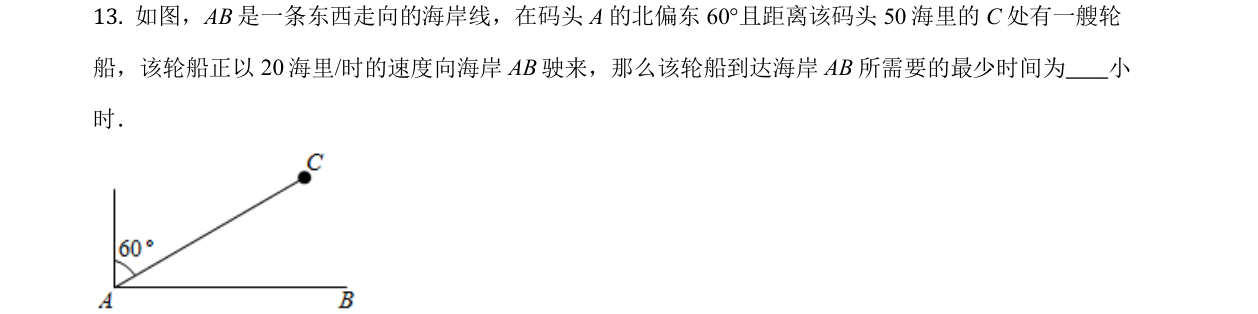 13. 如图，AB 是一条东西走向的海岸线，在码头 A 的北偏东 60°且距离该码头 50 海里的 C 处有一艘轮
船，该轮船正以 20 海里/时的速度向海岸 AB 驶来，那么该轮船到达海岸 AB 所需要的最少时间为____小
时．
C
60°
A B